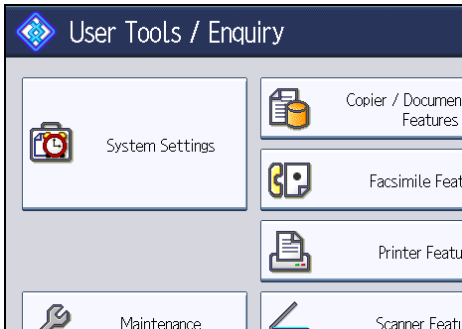 User Tools / Enquiry
System Settings
Copier / Documen
Features
Facsimile Feat
Printer Featu
Maintenance
Scanner Featu